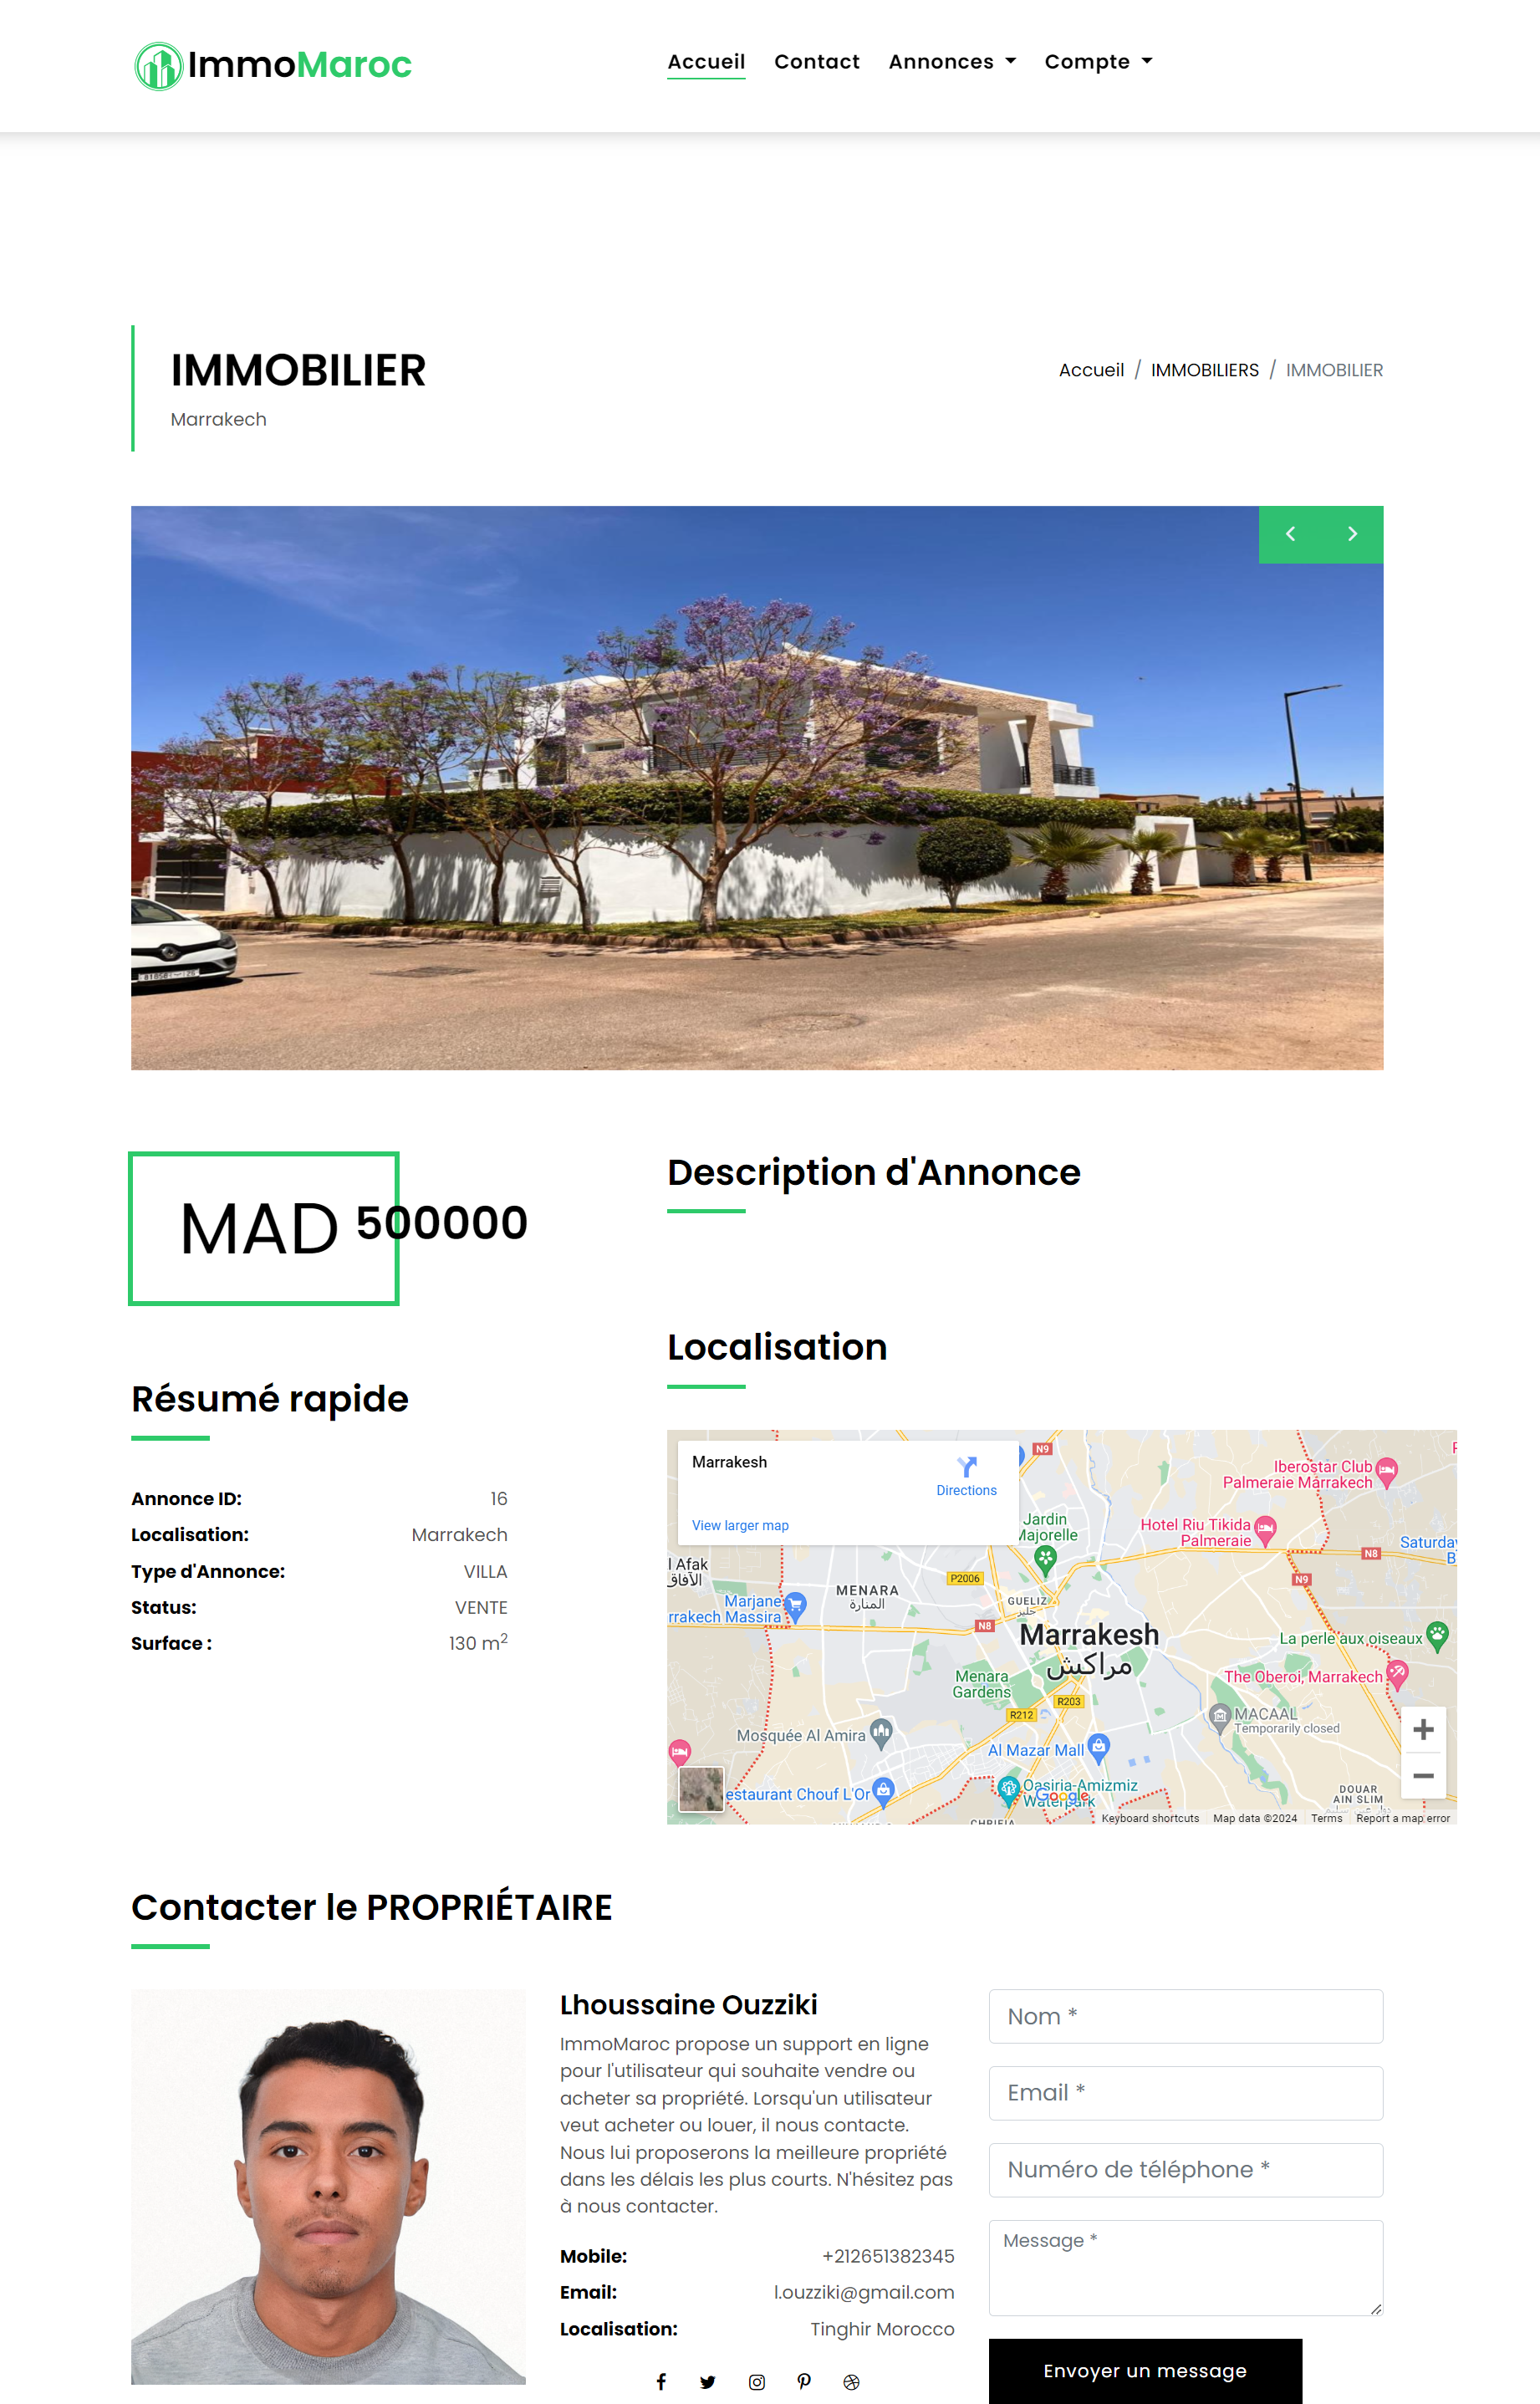 ImmoMaroc
Accueil Contact Annonces Compte
IMMOBILIER
Marrakech
Accueil / IMMOBILIERS / IMMOBILIER
MAD 500000
Résumé rapide
Annonce ID: 16
Localisation: Marrakech
Type d'Annonce: VILLA
Status: VENTE
Surface : 130 m²
Description d'Annonce
Localisation
Marrakesh
Directions
View larger map
N9
Iberostar Club
Palmeraie Marrakech
Jardin
Majorelle
Hotel Riu Tikida
Palmeraie
N8
Saturday
l Afak
الآفاق
P2006
N9
MENARA
المنارة
Marjane
rrakech Massira
GUELIZ
جليز
N8
Marrakesh
مراكش
La perle aux oiseaux
Menara
Gardens
The Oberoi, Marrakech
R203
R212
MACAAL
Temporarily closed
Mosquée Al Amira
Al Mazar Mall
estaurant Chouf L'Or
Oasiria-Amizmiz
Waterpark
Google
DOUAR
AIN SLIM
Keyboard shortcuts Map data ©2024 Terms Report a map error
Contacter le PROPRIÉTAIRE
Lhoussaine Ouzziki
ImmoMaroc propose un support en ligne
pour l'utilisateur qui souhaite vendre ou
acheter sa propriété. Lorsqu'un utilisateur
veut acheter ou louer, il nous contacte.
Nous lui proposerons la meilleure propriété
dans les délais les plus courts. N'hésitez pas
à nous contacter.
Mobile: +212651382345
Email: l.ouzziki@gmail.com
Localisation: Tinghir Morocco
Nom *
Email *
Numéro de téléphone *
Message *
Envoyer un message